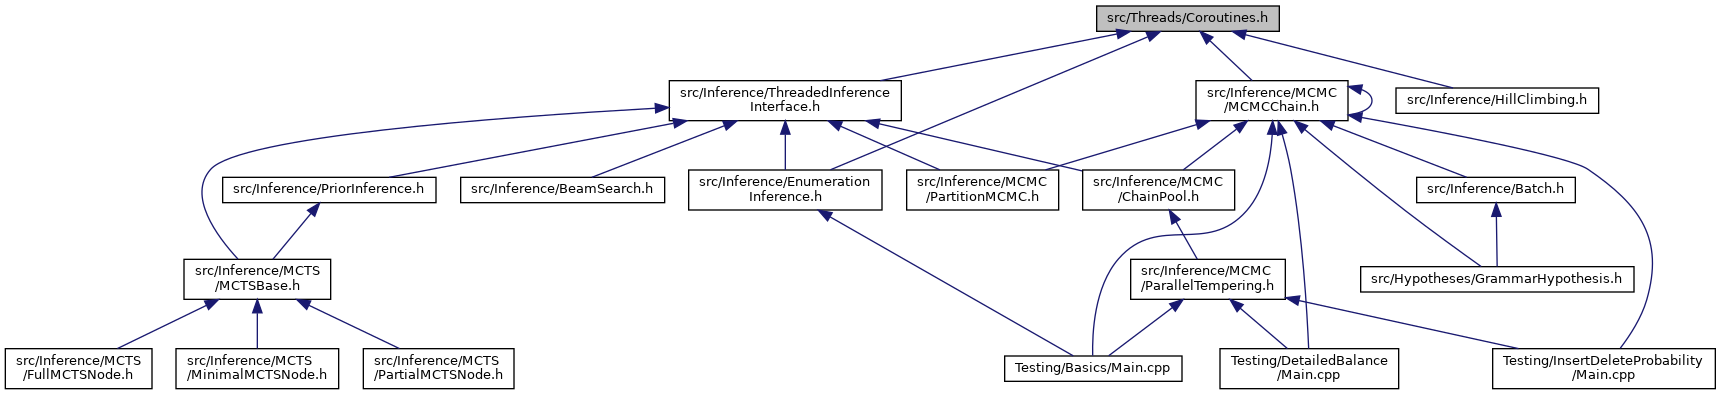 src/Threads/Coroutines.h
src/Inference/ThreadedInference
Interface.h
src/Inference/MCMC
/MCMCChain.h
src/Inference/HillClimbing.h
src/Inference/PriorInference.h
src/Inference/BeamSearch.h
src/Inference/Enumeration
Inference.h
src/Inference/MCMC
/PartitionMCMC.h
src/Inference/MCMC
/ChainPool.h
src/Inference/Batch.h
src/Inference/MCTS
/MCTSBase.h
src/Inference/MCMC
/ParallelTempering.h
src/Hypotheses/GrammarHypothesis.h
src/Inference/MCTS
/FullMCTSNode.h
src/Inference/MCTS
/MinimalMCTSNode.h
src/Inference/MCTS
/PartialMCTSNode.h
Testing/Basics/Main.cpp
Testing/DetailedBalance
/Main.cpp
Testing/InsertDeleteProbability
/Main.cpp